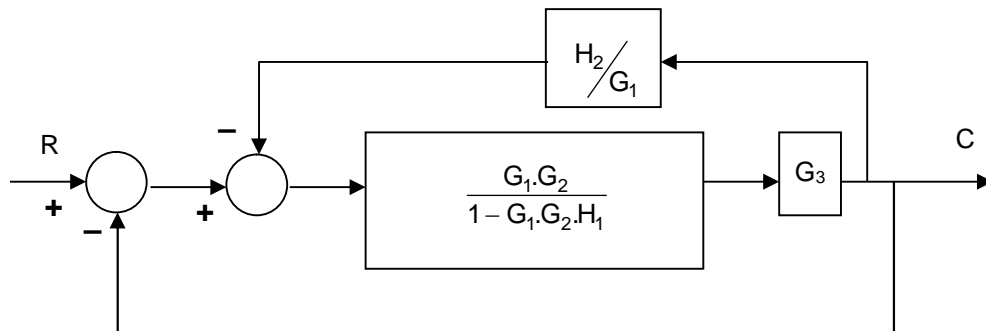 H₂/G₁
−
R
C
G₁.G₂
1 − G₁.G₂.H₁
G₃
+
+
−